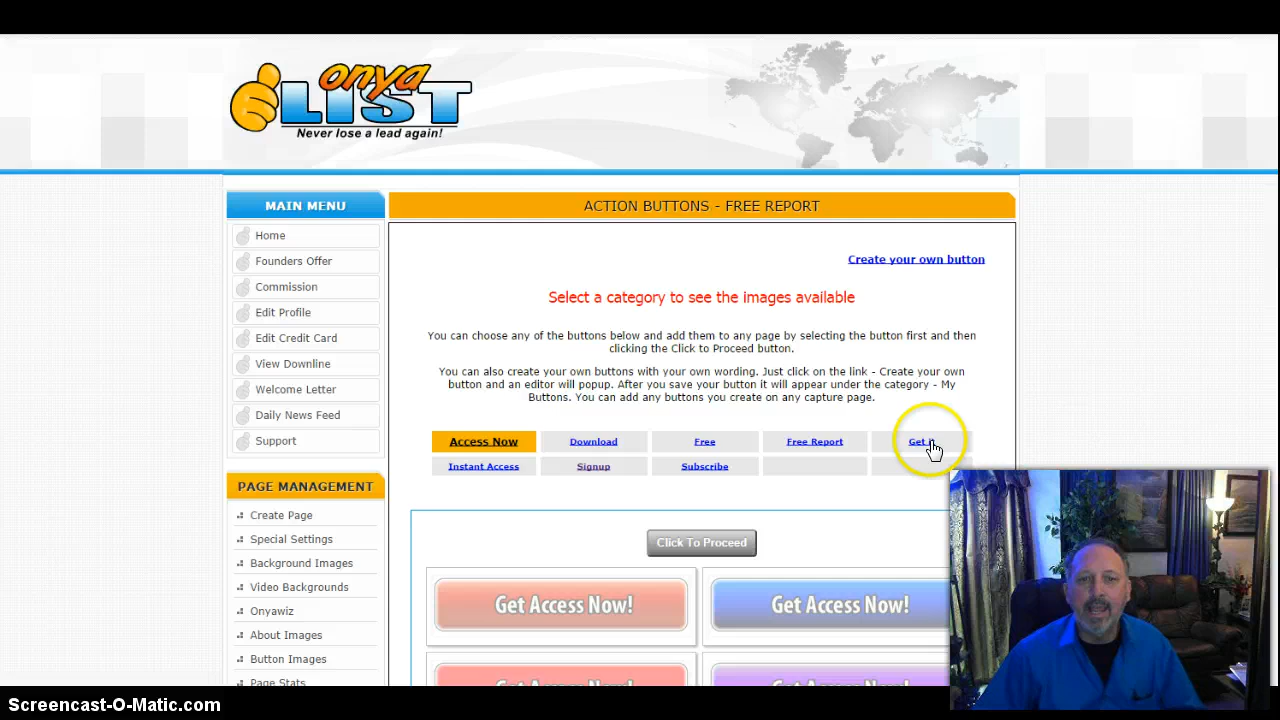 onya
LIST
Never lose a lead again!
MAIN MENU
Home
Founders Offer
Commission
Edit Profile
Edit Credit Card
View Downline
Welcome Letter
Daily News Feed
Support
PAGE MANAGEMENT
Create Page
Special Settings
Background Images
Video Backgrounds
Onyawiz
About Images
Button Images
Page Stats
ACTION BUTTONS - FREE REPORT
Create your own button
Select a category to see the images available
You can choose any of the buttons below and add them to any page by selecting the button first and then
clicking the Click to Proceed button.
You can also create your own buttons with your own wording. Just click on the link - Create your own
button and an editor will popup. After you save your button it will appear under the category - My
Buttons. You can add any buttons you create on any capture page.
Access Now Download Free Free Report Get
Instant Access Signup Subscribe
Click To Proceed
Get Access Now! Get Access Now!
Screencast-O-Matic.com